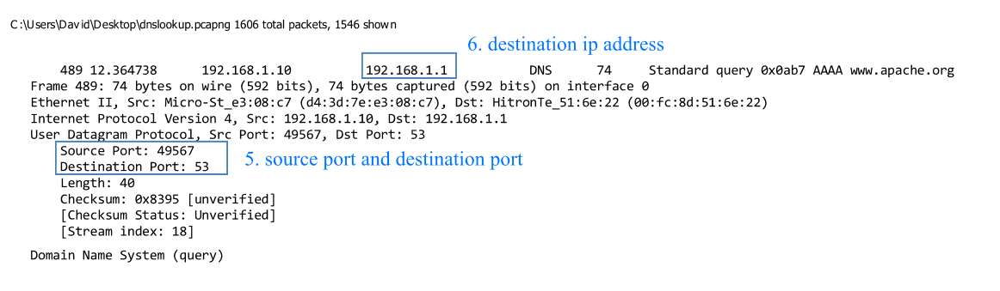 C:\Users\David\Desktop\dnslookup.pcapng 1606 total packets, 1546 shown
6. destination ip address
489 12.364738 192.168.1.10 192.168.1.1 DNS 74 Standard query 0x0ab7 AAAA www.apache.org
Frame 489: 74 bytes on wire (592 bits), 74 bytes captured (592 bits) on interface 0
Ethernet II, Src: Micro-St_e3:08:c7 (d4:3d:7e:e3:08:c7), Dst: HitronTe_51:6e:22 (00:fc:8d:51:6e:22)
Internet Protocol Version 4, Src: 192.168.1.10, Dst: 192.168.1.1
User Datagram Protocol, Src Port: 49567, Dst Port: 53
Source Port: 49567
Destination Port: 53
5. source port and destination port
Length: 40
Checksum: 0x8395 [unverified]
[Checksum Status: Unverified]
[Stream index: 18]
Domain Name System (query)